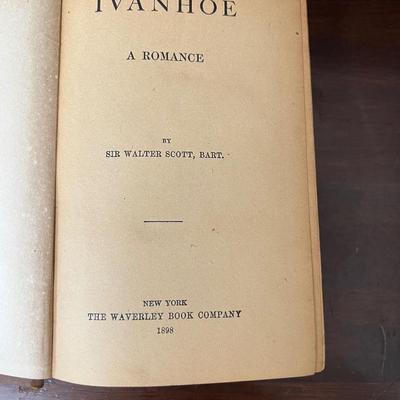 IVANHOE
A ROMANCE
BY
SIR WALTER SCOTT, BART.
NEW YORK
THE WAVERLEY BOOK COMPANY
1898